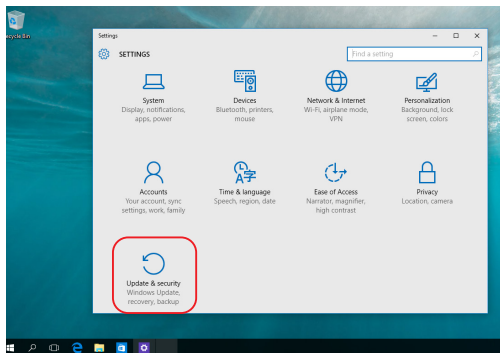 Recycle Bin
Settings
SETTINGS
Find a setting
System
Display, notifications,
apps, power
Devices
Bluetooth, printers,
mouse
Network & Internet
Wi-Fi, airplane mode,
VPN
Personalization
Background, lock
screen, colors
Accounts
Your account, sync
settings, work, family
Time & language
Speech, region, date
Ease of Access
Narrator, magnifier,
high contrast
Privacy
Location, camera
Update & security
Windows Update,
recovery, backup